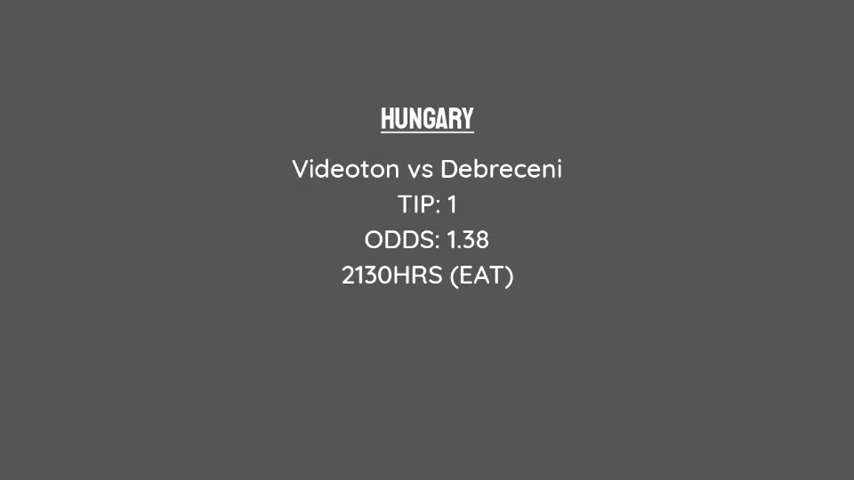 HUNGARY
Videoton vs Debreceni
TIP: 1
ODDS: 1.38
2130HRS (EAT)